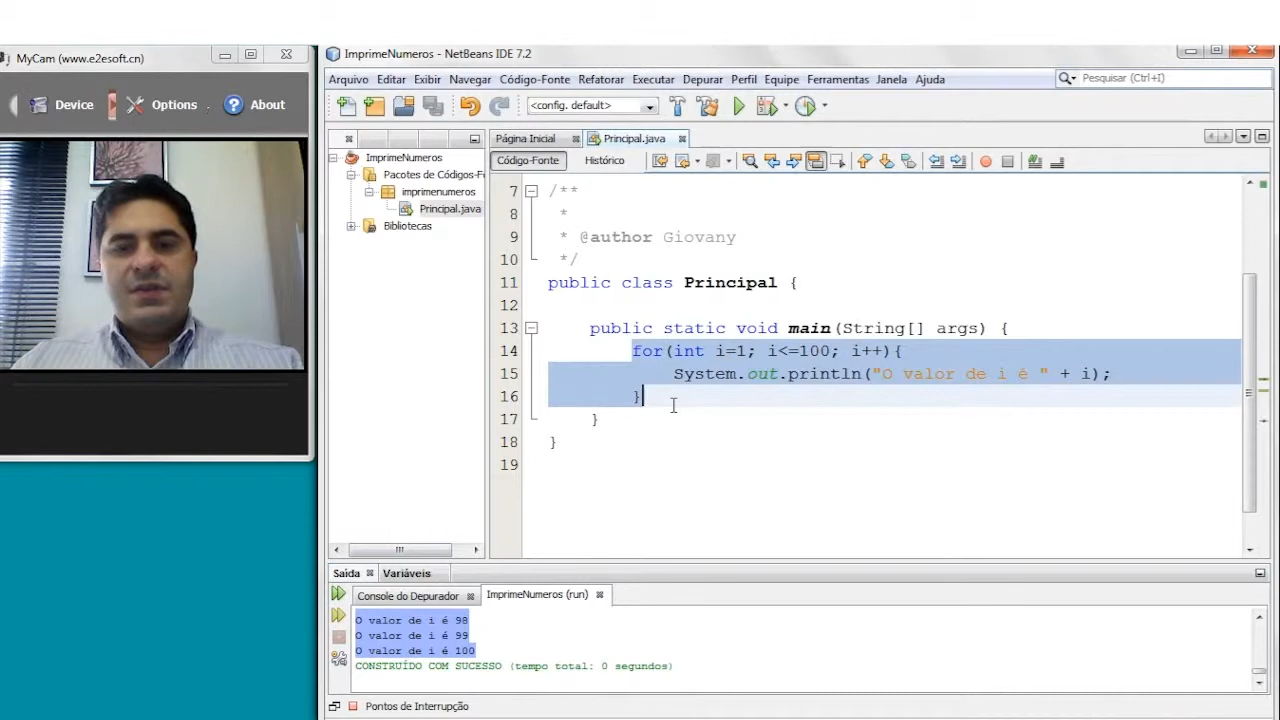 MyCam (www.e2esoft.cn)
Device
Options
About
ImprimeNumeros - NetBeans IDE 7.2
Arquivo Editar Exibir Navegar Código-Fonte Refatorar Executar Depurar Perfil Equipe Ferramentas Janela Ajuda
Pesquisar (Ctrl+I)
<config. default>
Página Inicial
Principal.java
Código-Fonte
Histórico
ImprimeNumeros
Pacotes de Códigos-F
imprimenumeros
Principal.java
Bibliotecas
7 /**
8 *
9 * @author Giovany
10 */
11 public class Principal {
12
13 public static void main(String[] args) {
14 for(int i=1; i<=100; i++){
15 System.out.println("O valor de i é " + i);
16 }
17 }
18 }
19
Saída
Variáveis
Console do Depurador
ImprimeNumeros (run)
O valor de i é 98
O valor de i é 99
O valor de i é 100
CONSTRUÍDO COM SUCESSO (tempo total: 0 segundos)
Pontos de Interrupção